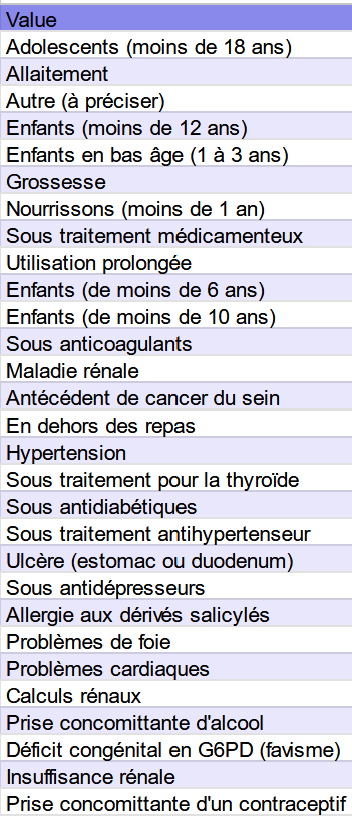 Value
Adolescents (moins de 18 ans)
Allaitement
Autre (à préciser)
Enfants (moins de 12 ans)
Enfants en bas âge (1 à 3 ans)
Grossesse
Nourrissons (moins de 1 an)
Sous traitement médicamenteux
Utilisation prolongée
Enfants (de moins de 6 ans)
Enfants (de moins de 10 ans)
Sous anticoagulants
Maladie rénale
Antécédent de cancer du sein
En dehors des repas
Hypertension
Sous traitement pour la thyroïde
Sous antidiabétiques
Sous traitement antihypertenseur
Ulcère (estomac ou duodenum)
Sous antidépresseurs
Allergie aux dérivés salicylés
Problèmes de foie
Problèmes cardiaques
Calculs rénaux
Prise concomittante d'alcool
Déficit congénital en G6PD (favisme)
Insuffisance rénale
Prise concomittante d'un contraceptif